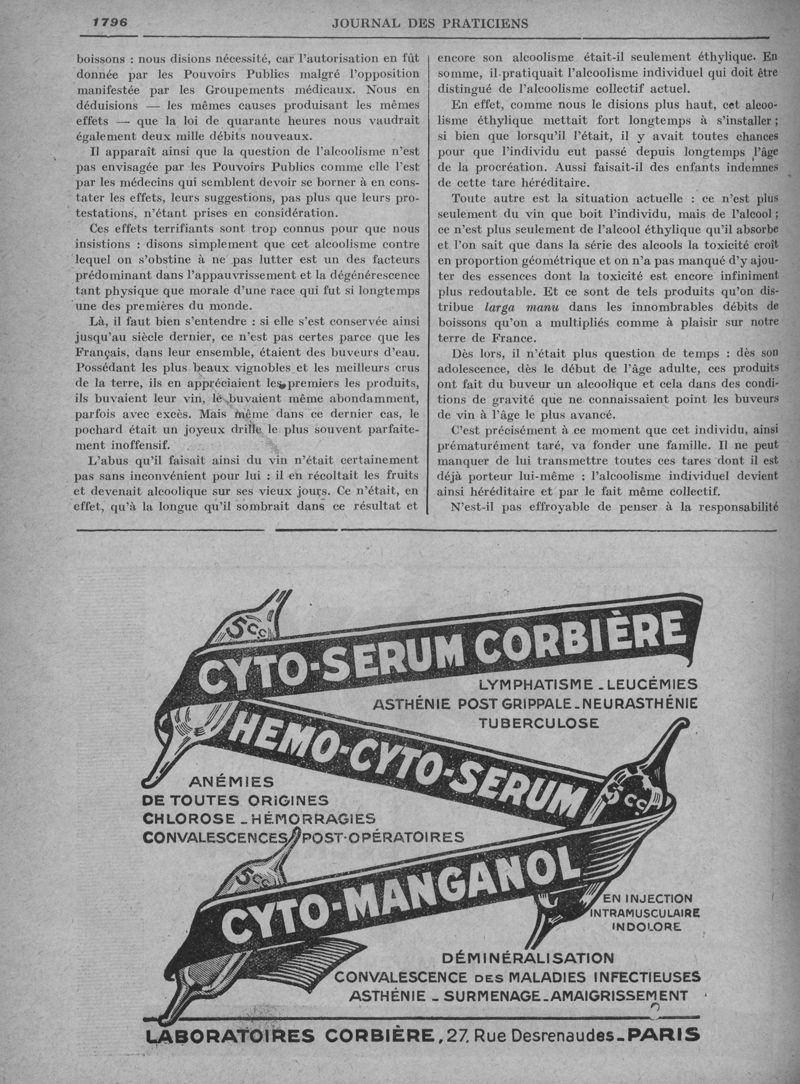 1796
JOURNAL DES PRATICIENS
boissons : nous disions nécessité, car l'autorisation en fût
donnée par les Pouvoirs Publics malgré l'opposition
manifestée par les Groupements médicaux. Nous en
déduisions — les mêmes causes produisant les mêmes
effets — que la loi de quarante heures nous vaudrait
également deux mille débits nouveaux.
Il apparaît ainsi que la question de l'alcoolisme n'est
pas envisagée par les Pouvoirs Publics comme elle l'est
par les médecins qui semblent devoir se borner à en cons-
tater les effets, leurs suggestions, pas plus que leurs pro-
testations, n'étant prises en considération.
Ces effets terrifiants sont trop connus pour que nous
insistions : disons simplement que cet alcoolisme contre
lequel on s'obstine à ne pas lutter est un des facteurs
prédominant dans l'appauvrissement et la dégénérescence
tant physique que morale d'une race qui fut si longtemps
une des premières du monde.
Là, il faut bien s'entendre : si elle s'est conservée ainsi
jusqu'au siècle dernier, ce n'est pas certes parce que les
Français, dans leur ensemble, étaient des buveurs d'eau.
Possédant les plus beaux vignobles et les meilleurs crus
de la terre, ils en appréciaient les premiers les produits,
ils buvaient leur vin, le buvaient même abondamment,
parfois avec excès. Mais même dans ce dernier cas, le
pochard était un joyeux drille le plus souvent parfaite-
ment inoffensif.
L'abus qu'il faisait ainsi du vin n'était certainement
pas sans inconvénient pour lui : il en récoltait les fruits
et devenait alcoolique sur ses vieux jours. Ce n'était, en
effet, qu'à la longue qu'il sombrait dans ce résultat et
encore son alcoolisme était-il seulement éthylique. En
somme, il pratiquait l'alcoolisme individuel qui doit être
distingué de l'alcoolisme collectif actuel.
En effet, comme nous le disions plus haut, cet alcoo-
lisme éthylique mettait fort longtemps à s'installer ;
si bien que lorsqu'il l'était, il y avait toutes chances
pour que l'individu eut passé depuis longtemps l'âge
de la procréation. Aussi faisait-il des enfants indemnes
de cette tare héréditaire.
Toute autre est la situation actuelle : ce n'est plus
seulement du vin que boit l'individu, mais de l'alcool ;
ce n'est plus seulement de l'alcool éthylique qu'il absorbe
et l'on sait que dans la série des alcools la toxicité croît
en proportion géométrique et on n'a pas manqué d'y ajou-
ter des essences dont la toxicité est encore infiniment
plus redoutable. Et ce sont de tels produits qu'on dis-
tribue larga manu dans les innombrables débits de
boissons qu'on a multipliés comme à plaisir sur notre
terre de France.
Dès lors, il n'était plus question de temps : dès son
adolescence, dès le début de l'âge adulte, ces produits
ont fait du buveur un alcoolique et cela dans des condi-
tions de gravité que ne connaissaient point les buveurs
de vin à l'âge le plus avancé.
C'est précisément à ce moment que cet individu, ainsi
prématurément taré, va fonder une famille. Il ne peut
manquer de lui transmettre toutes ces tares dont il est
déjà porteur lui-même : l'alcoolisme individuel devient
ainsi héréditaire et par le fait même collectif.
N'est-il pas effroyable de penser à la responsabilité
5cc
CYTO-SERUM CORBIÈRE
LYMPHATISME - LEUCÉMIES
ASTHÉNIE POST GRIPPALE - NEURASTHÉNIE
TUBERCULOSE
HEMO-CYTO-SERUM
5cc
ANÉMIES
DE TOUTES ORIGINES
CHLOROSE - HÉMORRAGIES
CONVALESCENCES POST-OPÉRATOIRES
5cc
CYTO-MANGANOL
EN INJECTION
INTRAMUSCULAIRE
INDOLORE
DÉMINÉRALISATION
CONVALESCENCE DES MALADIES INFECTIEUSES
ASTHÉNIE - SURMENAGE - AMAIGRISSEMENT
LABORATOIRES CORBIÈRE, 27, Rue Desrenaudes - PARIS